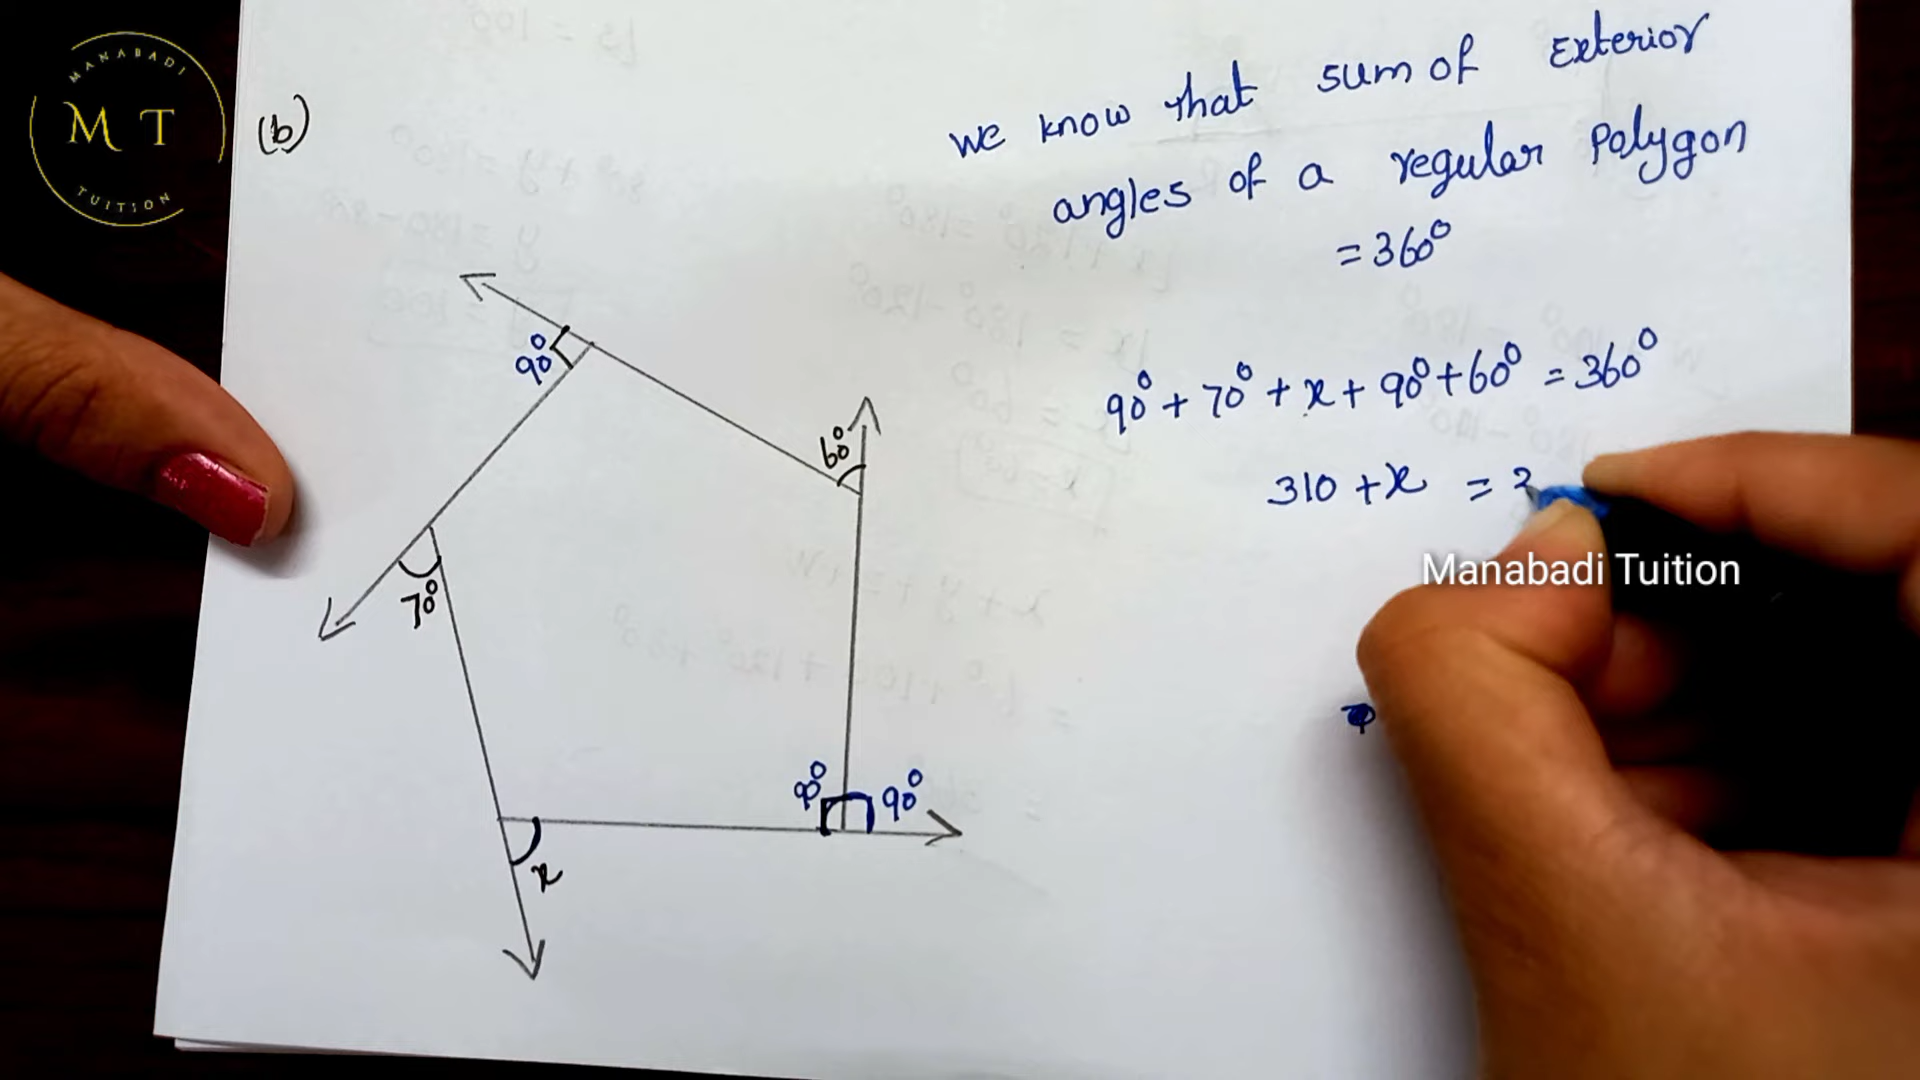 MANABADI
M T
TUITION
(b)
we know that sum of Exterior
angles of a regular Polygon
= 360°
90° + 70° + x + 90° + 60° = 360°
310 + x =
Manabadi Tuition
90°
60°
70°
90° 90°
x